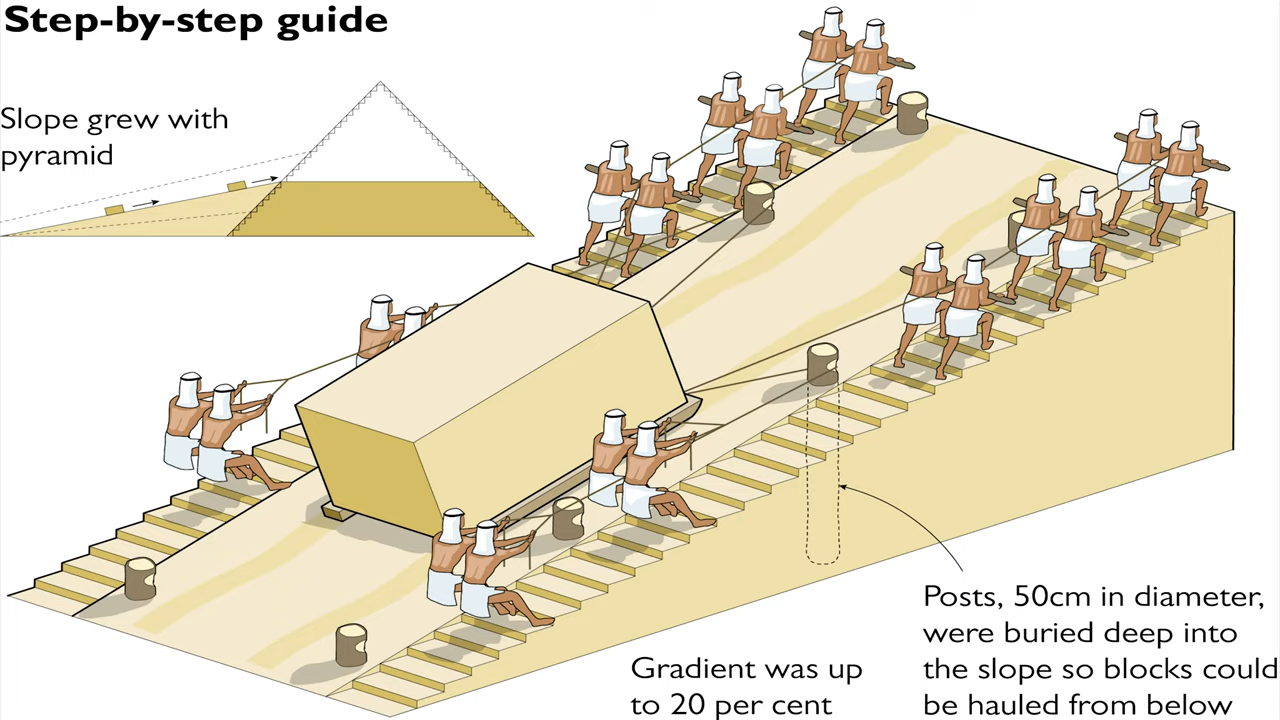 Step-by-step guide
Slope grew with
pyramid
Gradient was up
to 20 per cent
Posts, 50cm in diameter,
were buried deep into
the slope so blocks could
be hauled from below